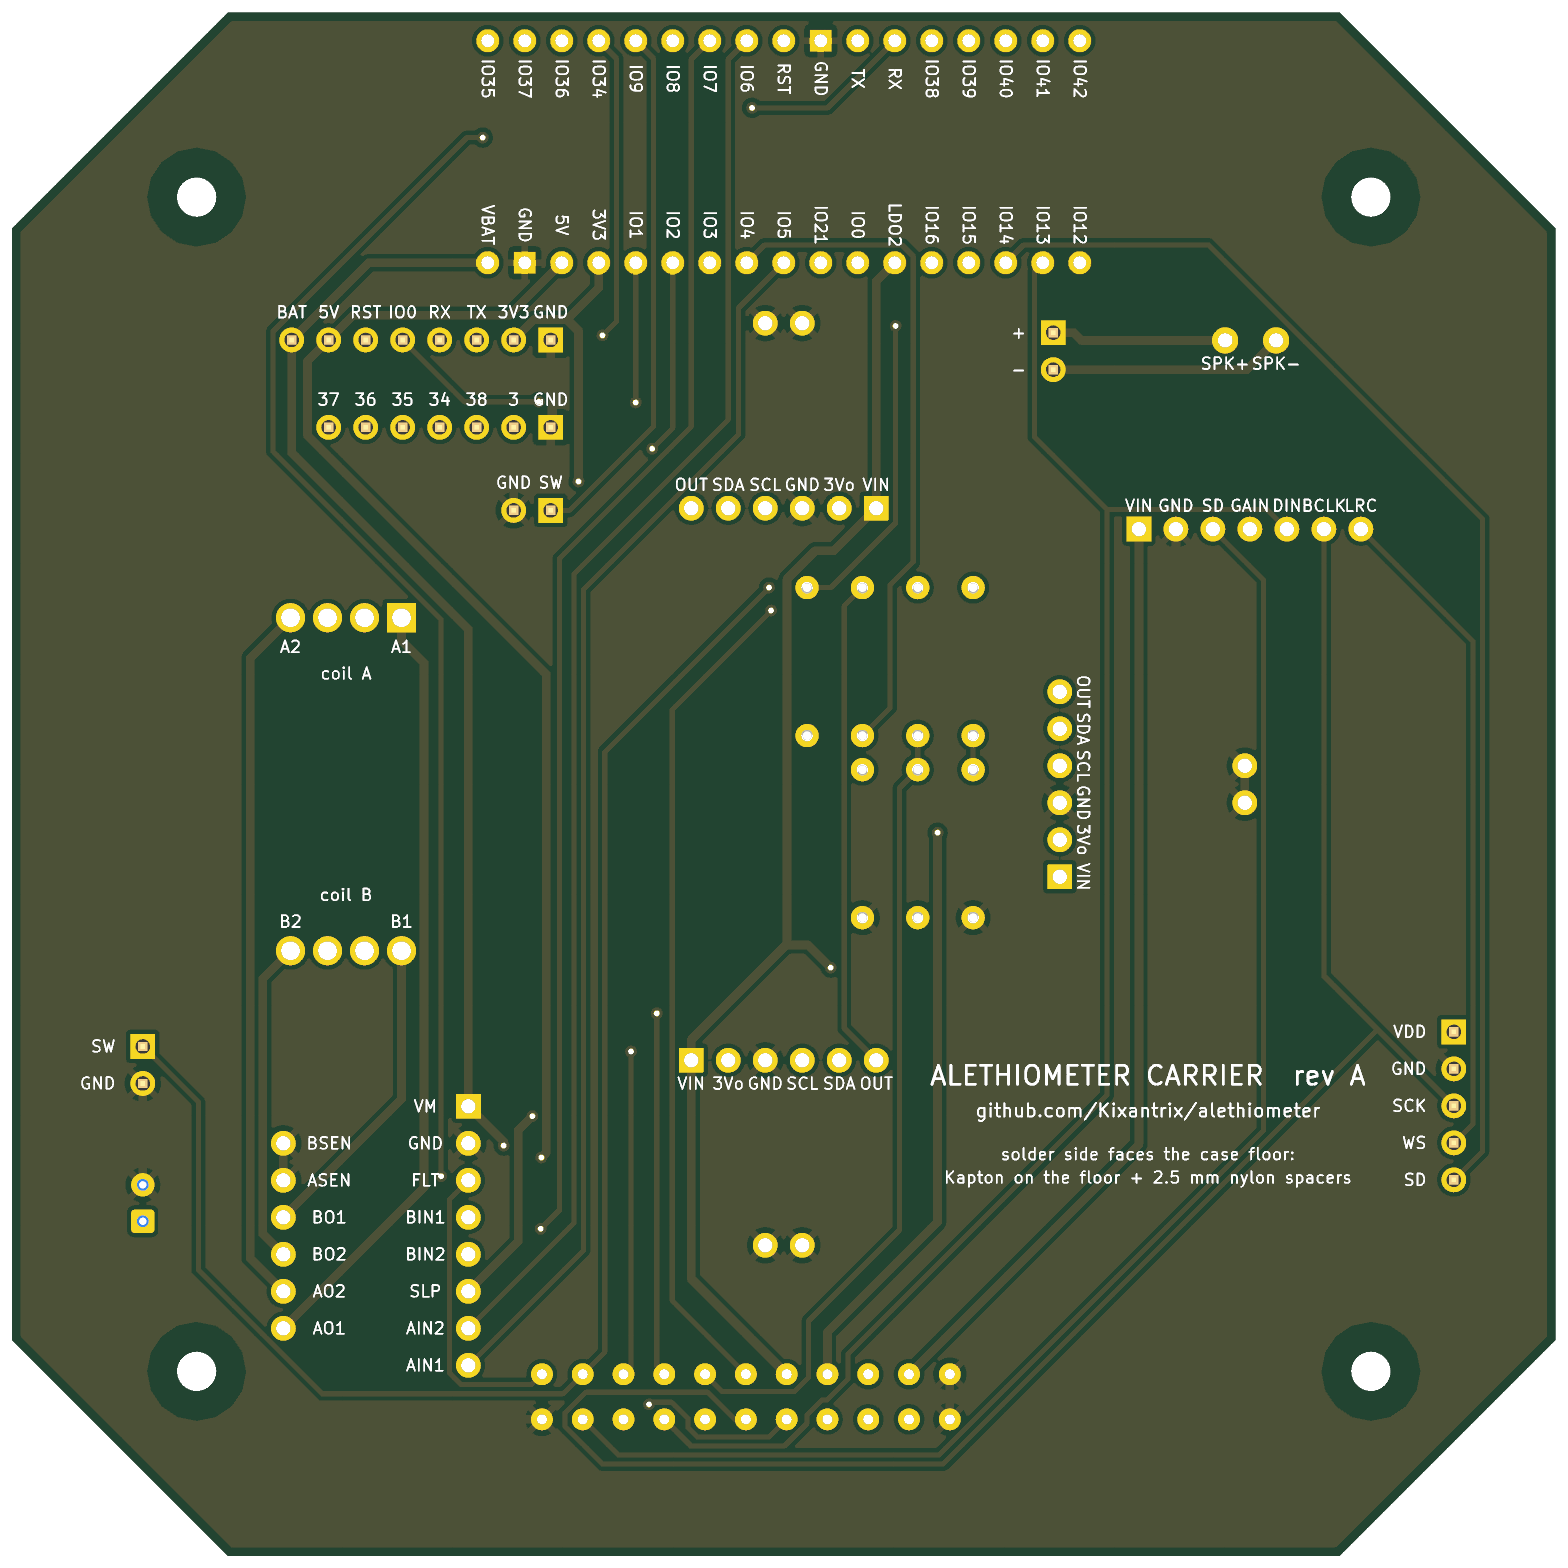 IO35 IO37 IO36 IO34 IO9 IO8 IO7 IO6 RST GND TX RX IO38 IO39 IO40 IO41 IO42
VBAT GND 5V 3V3 IO1 IO2 IO3 IO4 IO5 IO21 IO0 LDO2 IO16 IO15 IO14 IO13 IO12
BAT 5V RST IO0 RX TX 3V3 GND
+
-
SPK+ SPK-
37 36 35 34 38 3 GND
GND SW
OUT SDA SCL GND 3Vo VIN
VIN GND SD GAIN DIN BCLK LRC
A2 A1
coil A
OUT SDA SCL GND 3Vo VIN
coil B
B2 B1
SW
GND
VIN 3Vo GND SCL SDA OUT
ALETHIOMETER CARRIER rev A
github.com/Kixantrix/alethiometer
solder side faces the case floor:
Kapton on the floor + 2.5 mm nylon spacers
VDD
GND
SCK
WS
SD
VM
BSEN GND
ASEN FLT
BO1 BIN1
BO2 BIN2
AO2 SLP
AO1 AIN2
AIN1